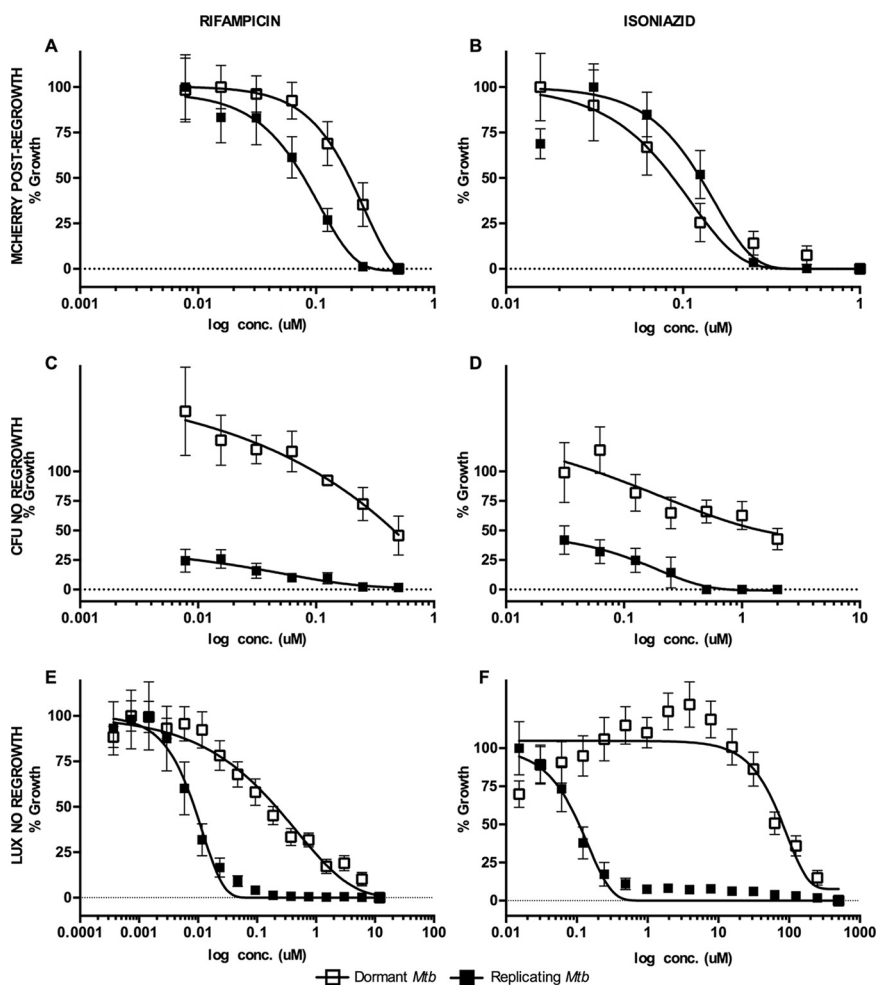 RIFAMPICIN
ISONIAZID
A
MCHERRY POST-REGROWTH
% Growth
100
75
50
25
0
0.001
0.01
0.1
1
log conc. (uM)
B
% Growth
100
75
50
25
0
0.01
0.1
1
log conc. (uM)
C
CFU NO REGROWTH
% Growth
100
75
50
25
0
0.001
0.01
0.1
1
log conc. (uM)
D
% Growth
100
75
50
25
0
0.01
0.1
1
10
log conc. (uM)
E
LUX NO REGROWTH
% Growth
100
75
50
25
0
0.0001
0.001
0.01
0.1
1
10
100
log conc. (uM)
F
% Growth
100
75
50
25
0
0.01
0.1
1
10
100
1000
log conc. (uM)
Dormant Mtb
Replicating Mtb